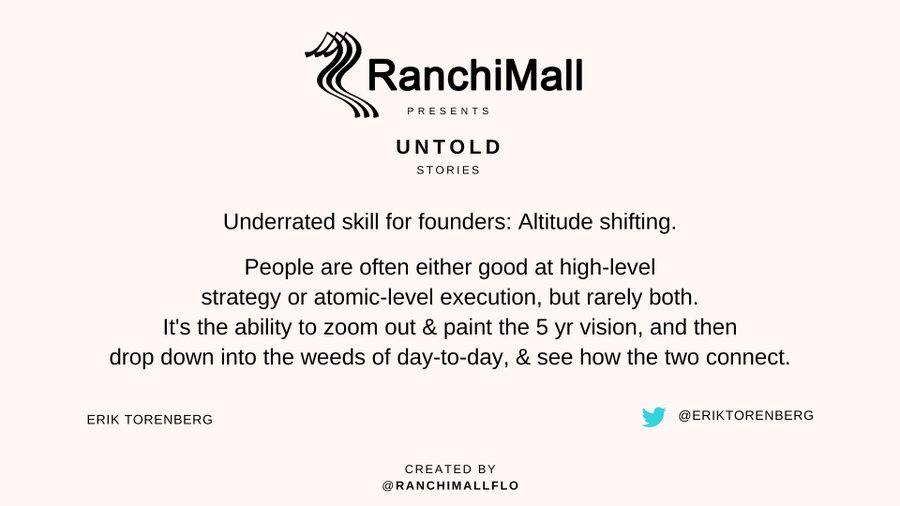 RanchiMall
PRESENTS
UNTOLD
STORIES
Underrated skill for founders: Altitude shifting.
People are often either good at high-level
strategy or atomic-level execution, but rarely both.
It's the ability to zoom out & paint the 5 yr vision, and then
drop down into the weeds of day-to-day, & see how the two connect.
ERIK TORENBERG
@ERIKTORENBERG
CREATED BY
@RANCHIMALLFLO